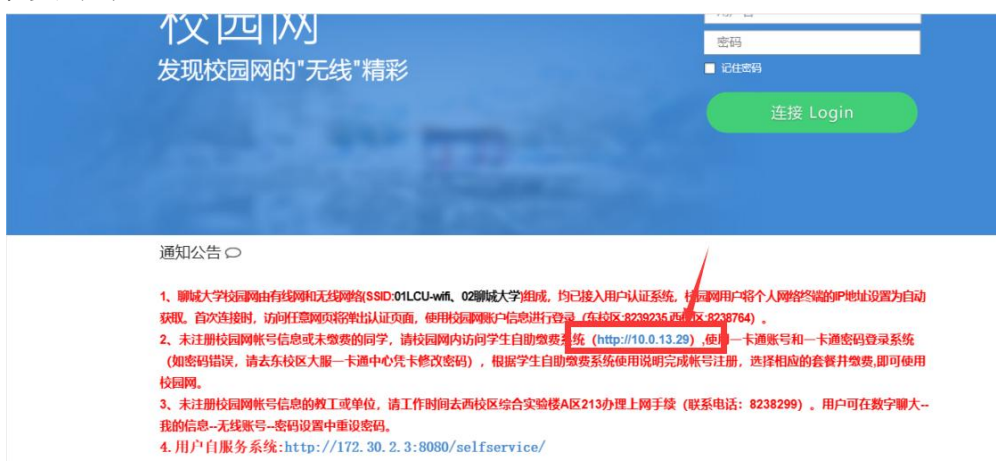 校园网
发现校园网的"无线"精彩
密码
记住密码
连接 Login
通知公告
1、聊城大学校园网由有线网和无线网络(SSID:01LCU-wifi、02聊城大学)组成，均已接入用户认证系统，校园网用户将个人网络终端的IP地址设置为自动
获取。首次连接时，访问任意网页将弹出认证页面，使用校园网账户信息进行登录（东校区:8239235西校区:8238764）。
2、未注册校园网帐号信息或未缴费的同学，请校园网内访问学生自助缴费系统（http://10.0.13.29）,使用一卡通账号和一卡通密码登录系统
（如密码错误，请去东校区大服一卡通中心凭卡修改密码），根据学生自助缴费系统使用说明完成帐号注册，选择相应的套餐并缴费,即可使用
校园网。
3、未注册校园网帐号信息的教工或单位，请工作时间去西校区综合实验楼A区213办理上网手续（联系电话：8238299）。用户可在数字聊大--
我的信息--无线账号--密码设置中重设密码。
4.用户自服务系统:http://172.30.2.3:8080/selfservice/